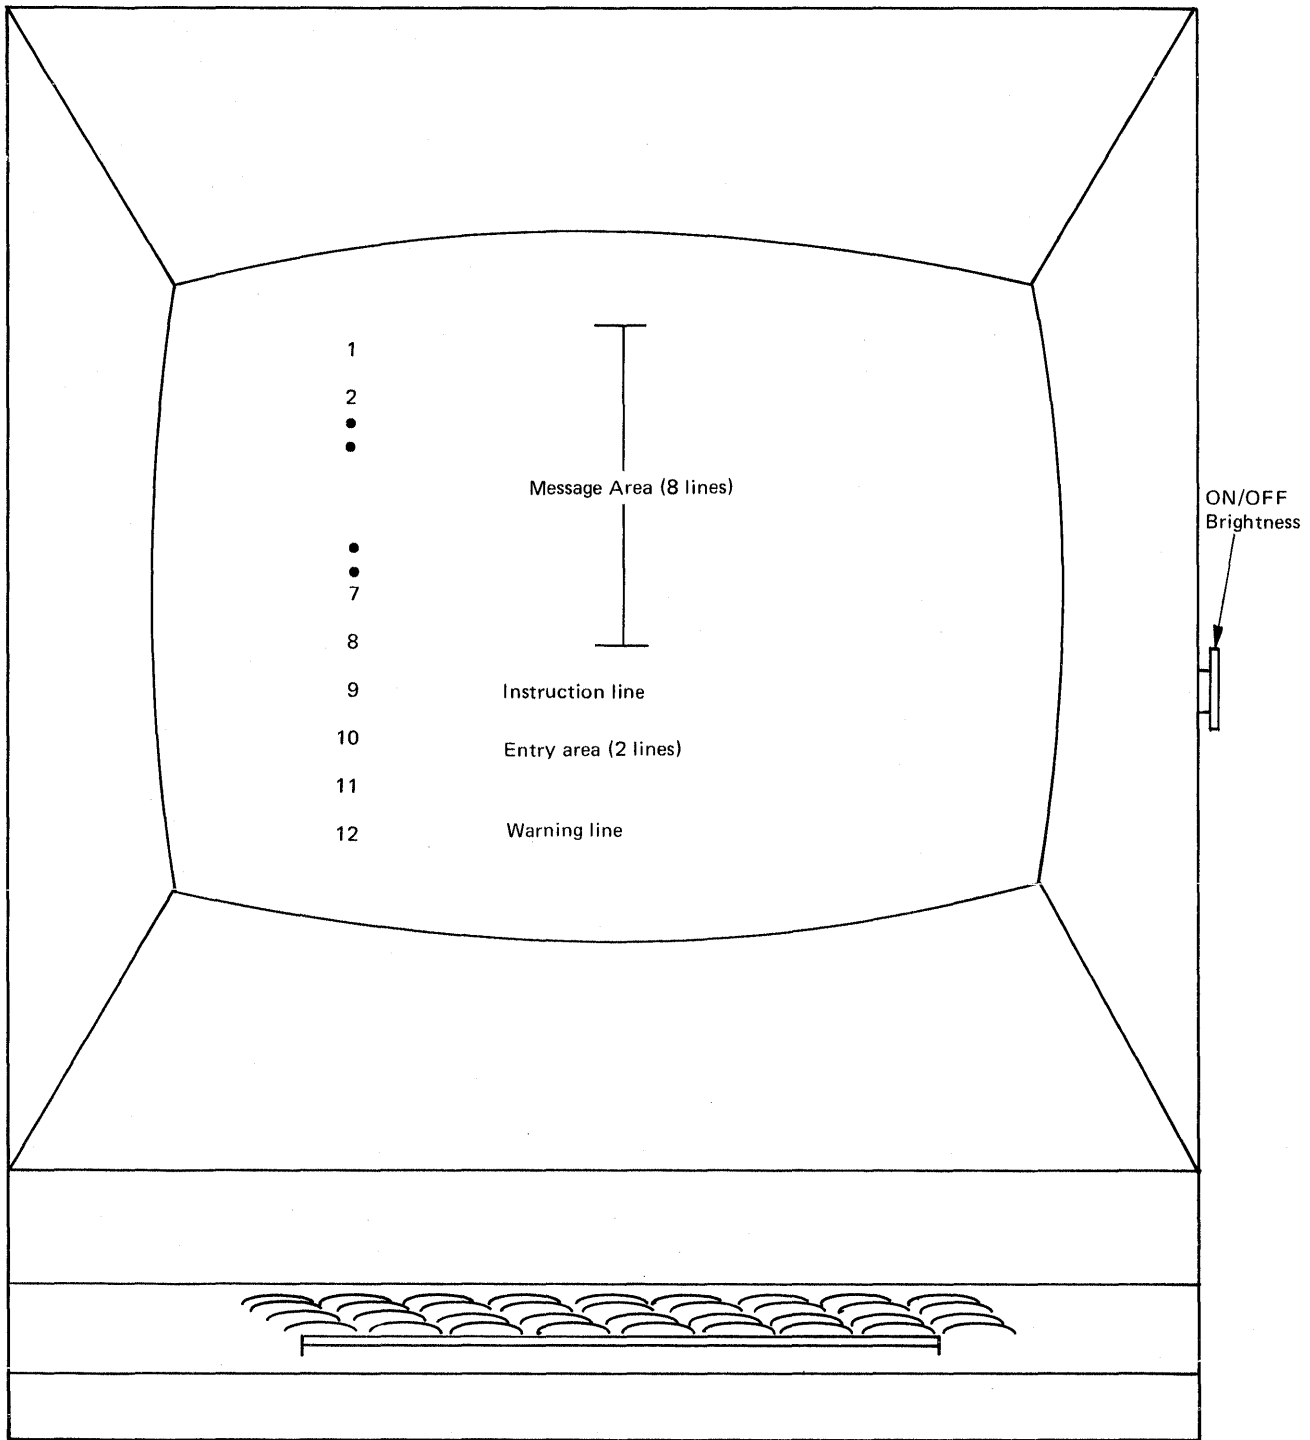 1
2
Message Area (8 lines)
ON/OFF
Brightness
7
8
9 Instruction line
10 Entry area (2 lines)
11
12 Warning line